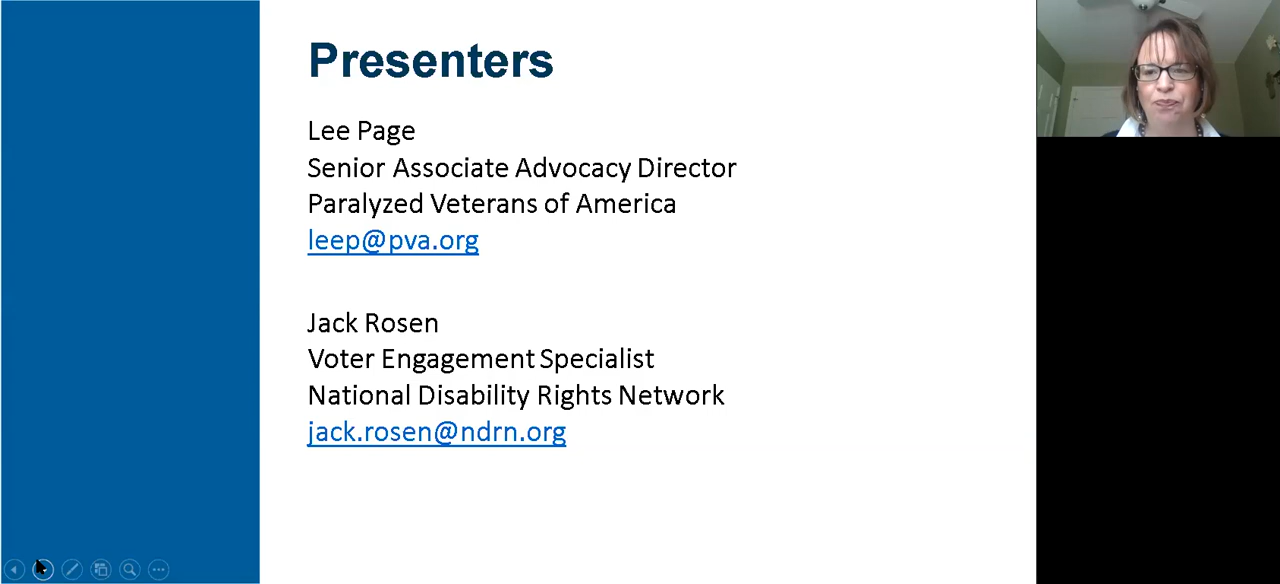 Presenters
Lee Page
Senior Associate Advocacy Director
Paralyzed Veterans of America
leep@pva.org
Jack Rosen
Voter Engagement Specialist
National Disability Rights Network
jack.rosen@ndrn.org